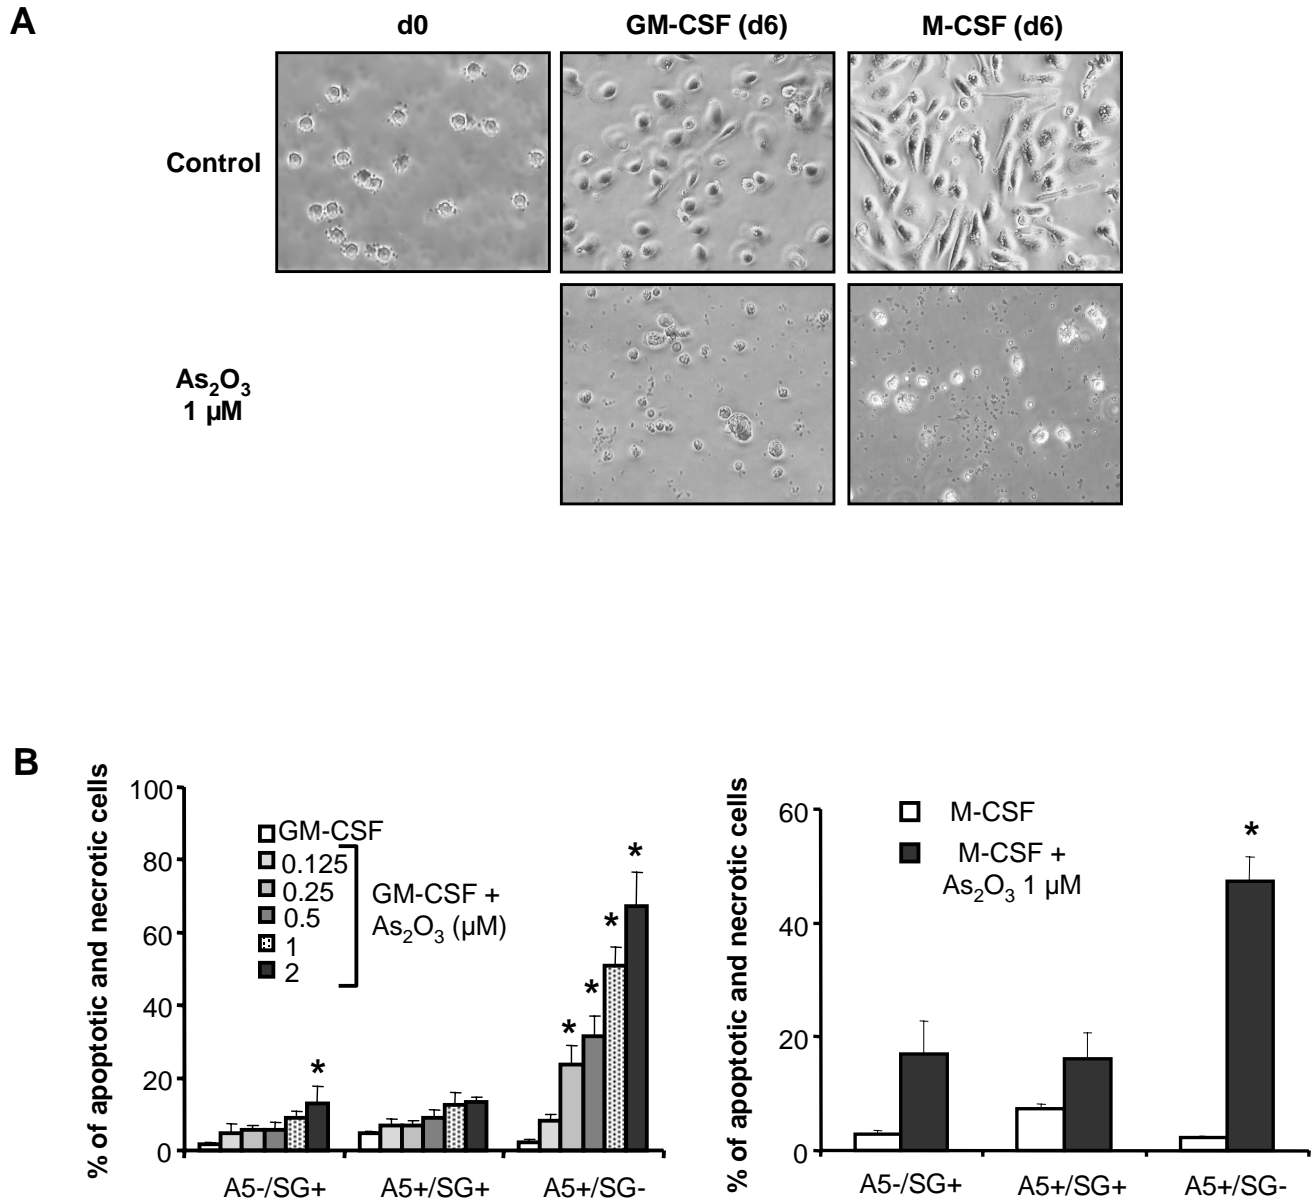 A
d0
GM-CSF (d6)
M-CSF (d6)
Control
As2O3
1 µM
B
% of apoptotic and necrotic cells
100
80
60
40
20
0
GM-CSF
0.125
0.25
0.5
1
2
GM-CSF +
As2O3 (µM)
*
*
*
*
*
A5-/SG+
A5+/SG+
A5+/SG-
% of apoptotic and necrotic cells
60
40
20
0
M-CSF
M-CSF +
As2O3 1 µM
*
A5-/SG+
A5+/SG+
A5+/SG-